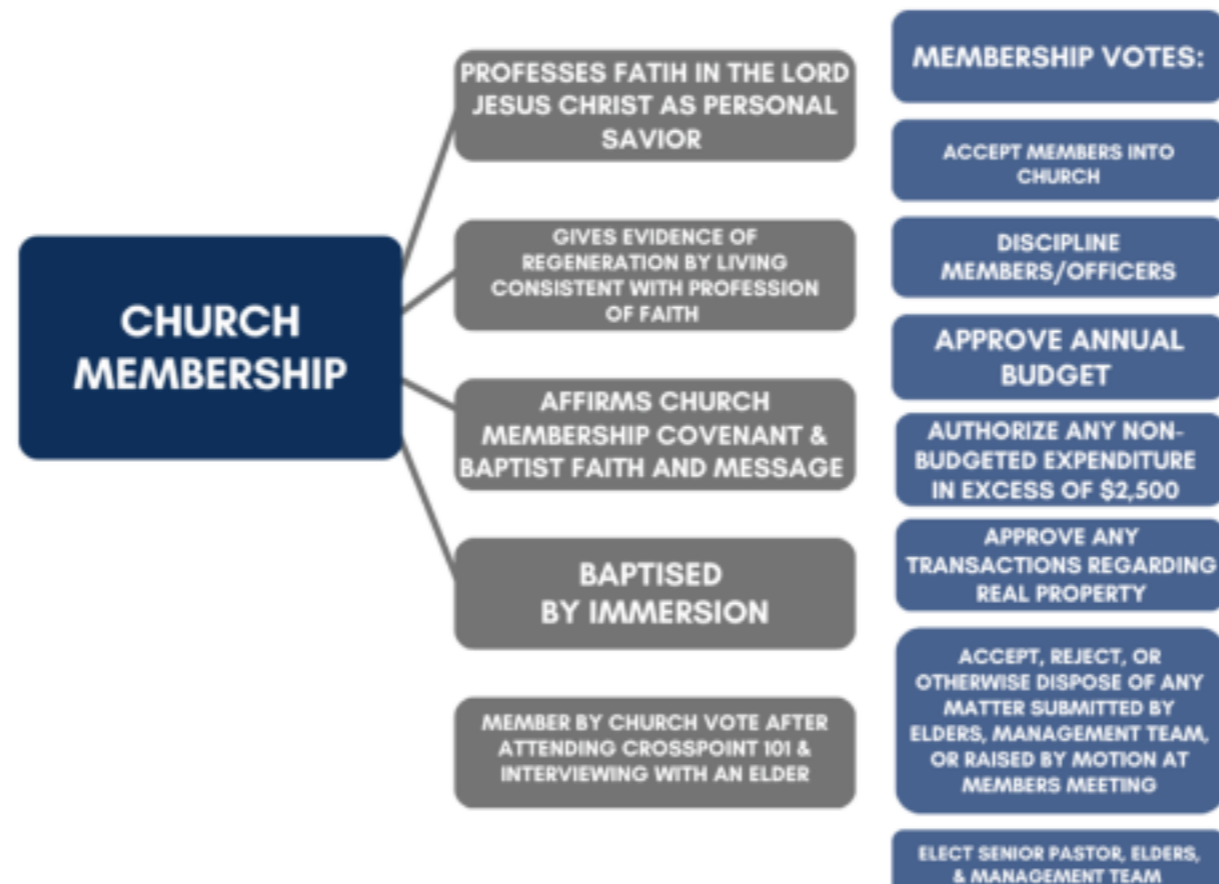 CHURCH
MEMBERSHIP
PROFESSES FATIH IN THE LORD
JESUS CHRIST AS PERSONAL
SAVIOR
GIVES EVIDENCE OF
REGENERATION BY LIVING
CONSISTENT WITH PROFESSION
OF FAITH
AFFIRMS CHURCH
MEMBERSHIP COVENANT &
BAPTIST FAITH AND MESSAGE
BAPTISED
BY IMMERSION
MEMBER BY CHURCH VOTE AFTER
ATTENDING CROSSPOINT 101 &
INTERVIEWING WITH AN ELDER
MEMBERSHIP VOTES:
ACCEPT MEMBERS INTO
CHURCH
DISCIPLINE
MEMBERS/OFFICERS
APPROVE ANNUAL
BUDGET
AUTHORIZE ANY NON-
BUDGETED EXPENDITURE
IN EXCESS OF $2,500
APPROVE ANY
TRANSACTIONS REGARDING
REAL PROPERTY
ACCEPT, REJECT, OR
OTHERWISE DISPOSE OF ANY
MATTER SUBMITTED BY
ELDERS, MANAGEMENT TEAM,
OR RAISED BY MOTION AT
MEMBERS MEETING
ELECT SENIOR PASTOR, ELDERS,
& MANAGEMENT TEAM